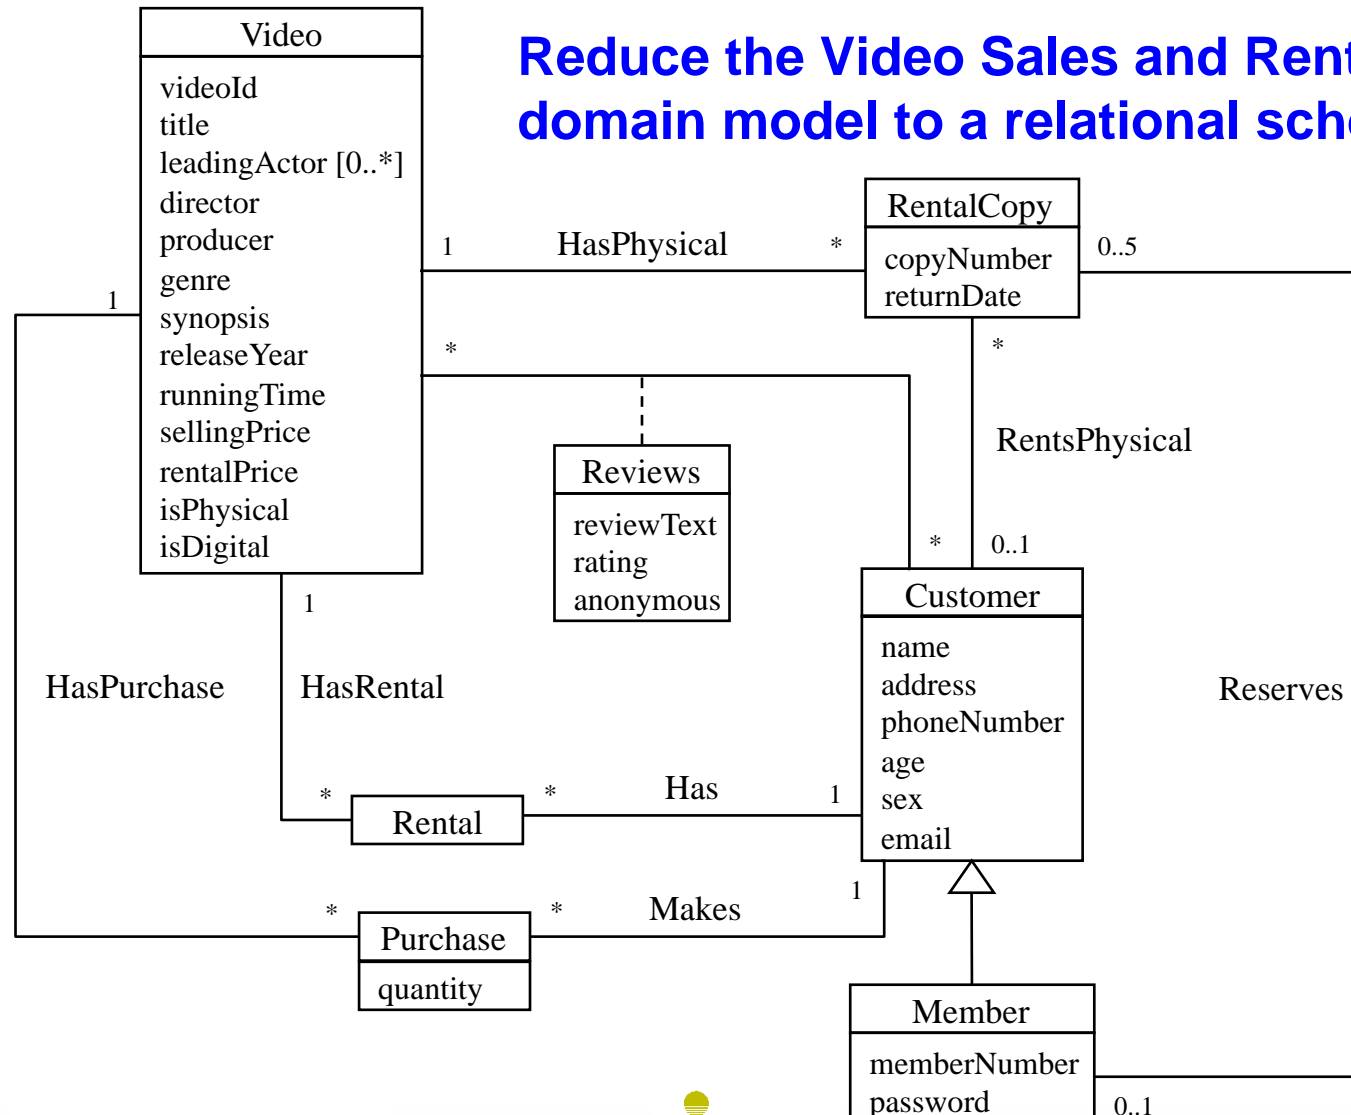 Video
videoId
title
leadingActor [0..*]
director
producer
genre
synopsis
releaseYear
runningTime
sellingPrice
rentalPrice
isPhysical
isDigital
Reduce the Video Sales and Rent
domain model to a relational sche
RentalCopy
copyNumber
returnDate
1 HasPhysical *
0..5
1
*
*
RentsPhysical
Reviews
reviewText
rating
anonymous
* 0..1
Customer
name
address
phoneNumber
age
sex
email
1
HasPurchase
HasRental
Reserves
* Rental * Has 1
* Purchase * Makes 1
quantity
Member
memberNumber
password
0..1